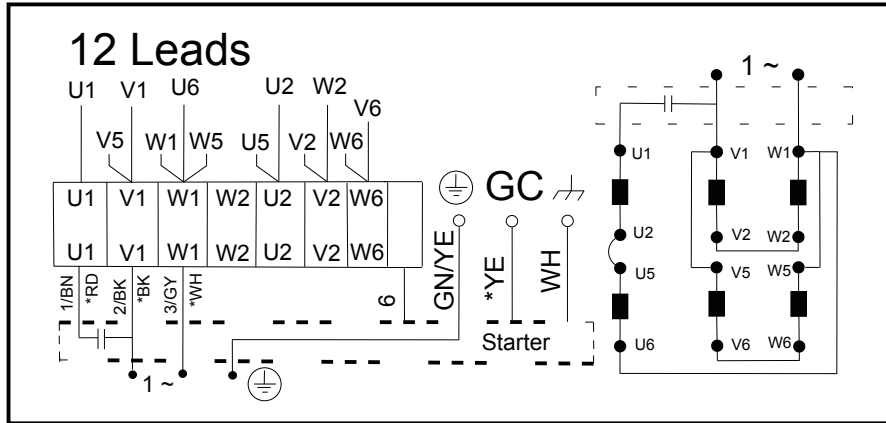 12 Leads
U1 V1 U6 U2 W2 V6
V5 W1 W5 U5 V2 W6
U1 V1 W1 W2 U2 V2 W6
U1 V1 W1 W2 U2 V2 W6
1/BN *RD 2/BK *BK 3/GY *WH 6 GN/YE *YE WH
GC
Starter
1 ~
1 ~
U1 V1 W1
U2 V2 W2
U5 V5 W5
U6 V6 W6